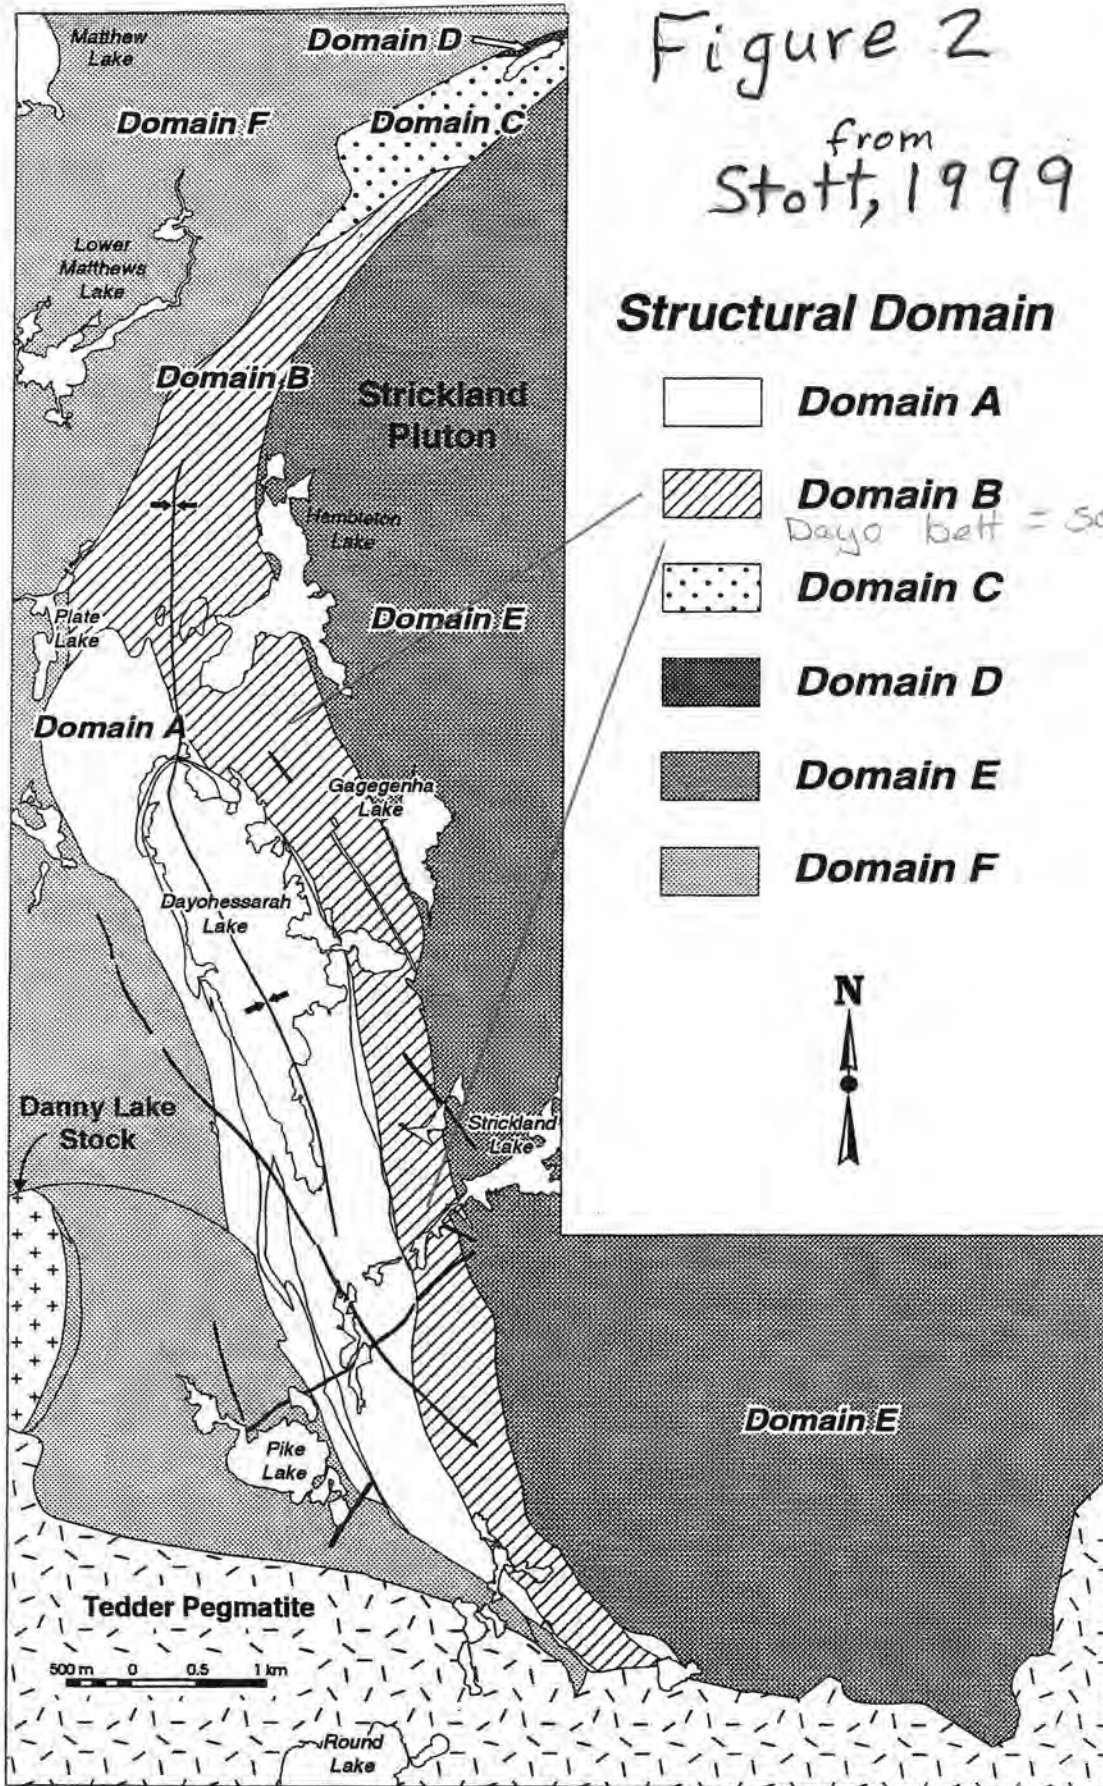 Figure 2
from
Stott, 1999
Matthew
Lake
Domain D
Domain F
Domain C
Lower
Matthews
Lake
Structural Domain
Domain A
Domain B
Dayo belt =
Domain C
Domain D
Domain E
Domain F
N
Domain B
Strickland
Pluton
Hambleton
Lake
Plate
Lake
Domain E
Domain A
Gagegenha
Lake
Dayohessarah
Lake
Danny Lake
Stock
Strickland
Lake
Domain E
Pike
Lake
Tedder Pegmatite
500 m 0 0.5 1 km
Round
Lake